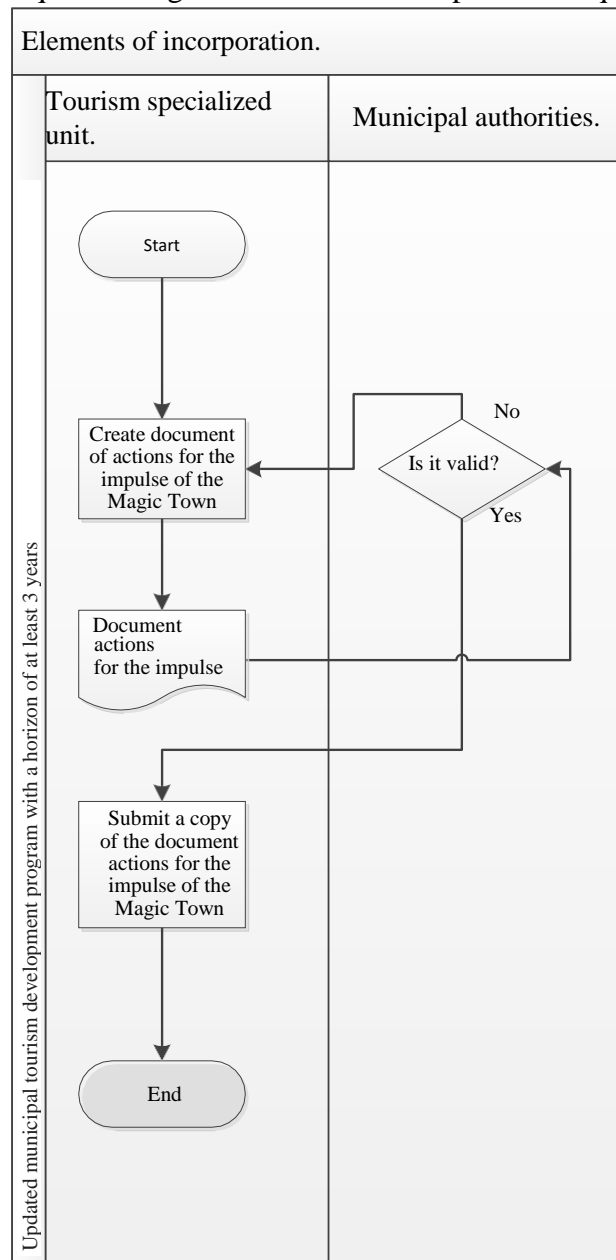 Elements of incorporation.
Tourism specialized
unit.
Municipal authorities.
Updated municipal tourism development program with a horizon of at least 3 years
Start
Create document
of actions for the
impulse of the
Magic Town
No
Is it valid?
Yes
Document
actions
for the impulse
Submit a copy
of the document
actions for the
impulse of the
Magic Town
End